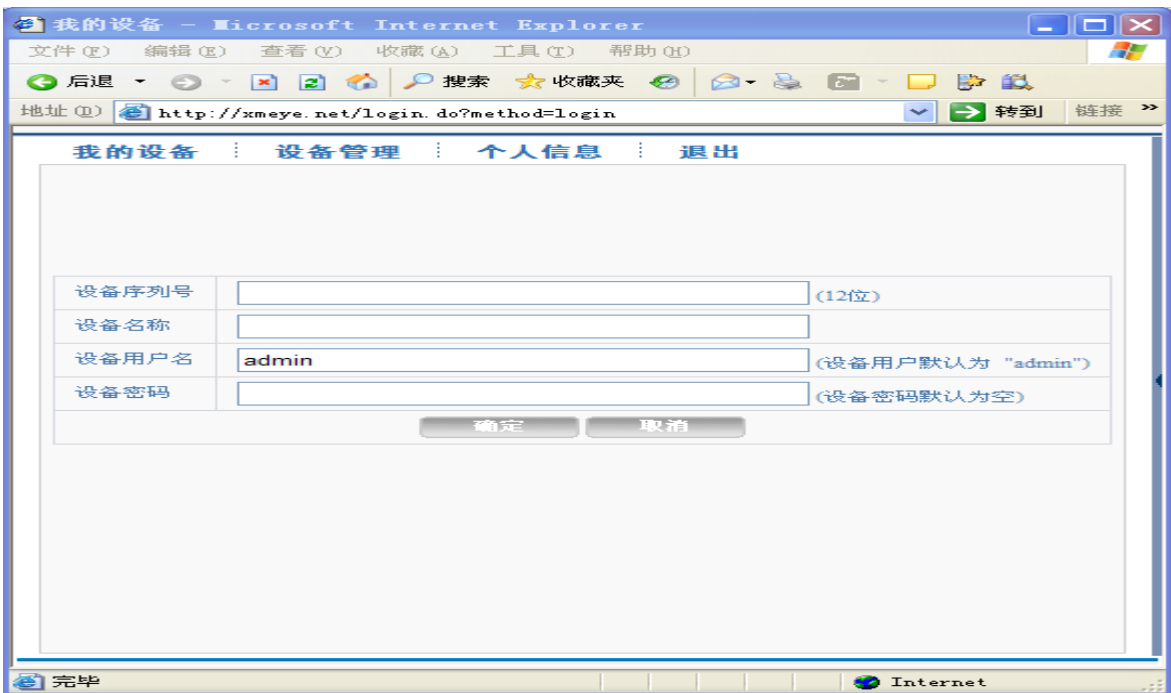 我的设备 - Microsoft Internet Explorer
文件(F) 编辑(E) 查看(V) 收藏(A) 工具(T) 帮助(H)
后退 搜索 收藏夹
地址(D) http://xmeye.net/login.do?method=login 转到 链接 »
我的设备 设备管理 个人信息 退出
设备序列号 (12位)
设备名称
设备用户名 admin (设备用户默认为 "admin")
设备密码 (设备密码默认为空)
确定 取消
完毕 Internet